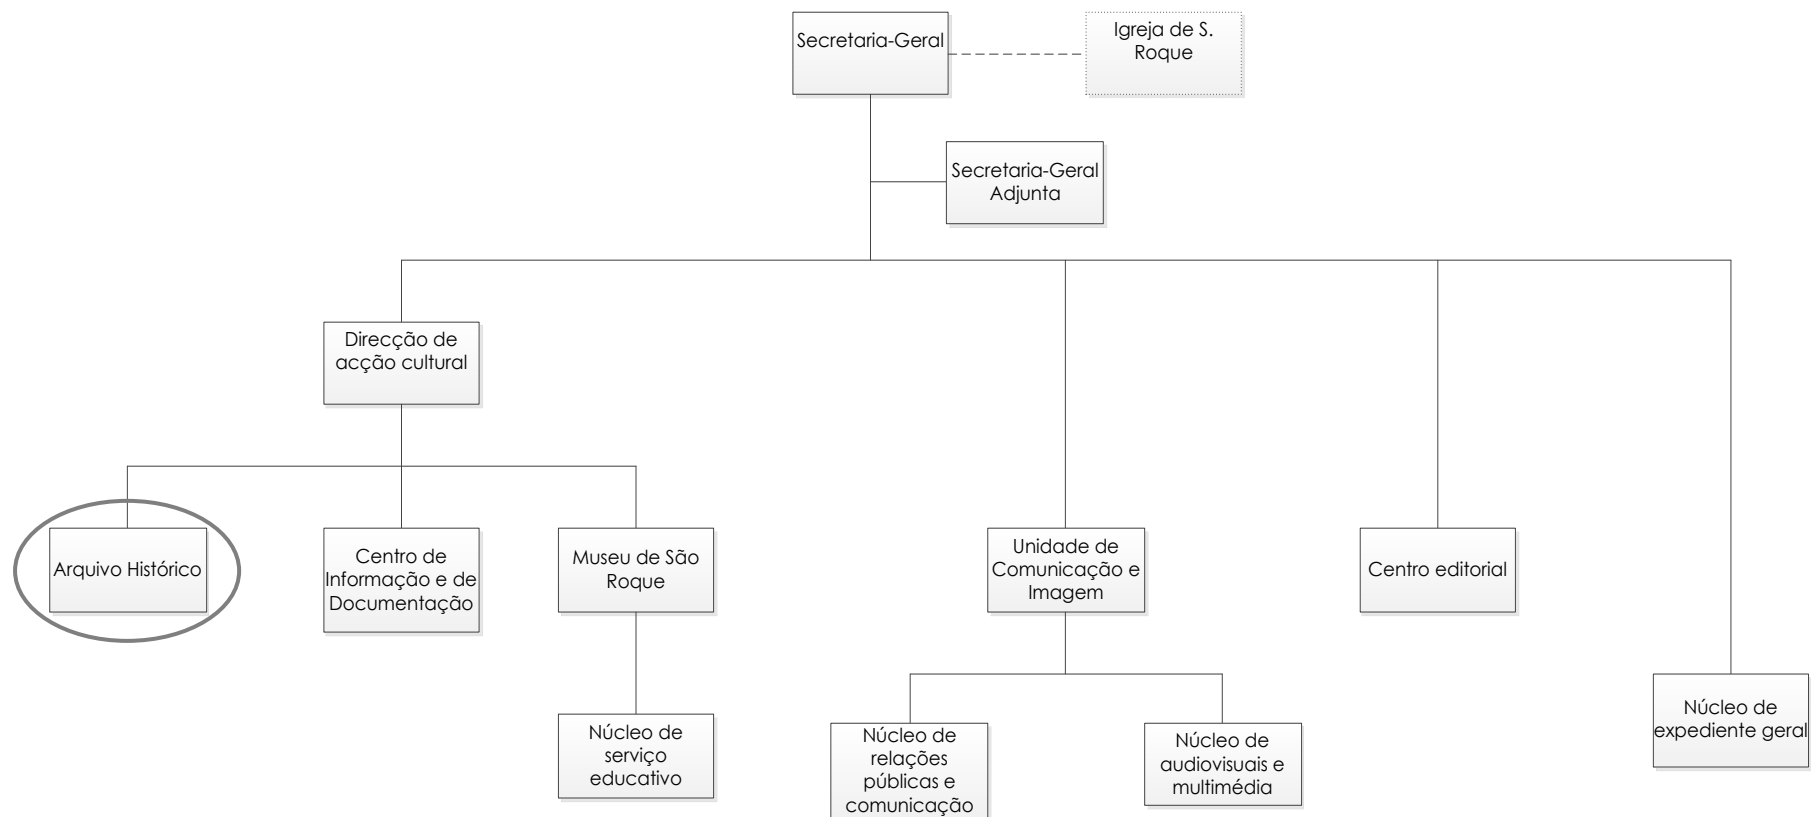 Secretaria-Geral
Igreja de S.
Roque
Secretaria-Geral
Adjunta
Direcção de
acção cultural
Arquivo Histórico
Centro de
Informação e de
Documentação
Museu de São
Roque
Unidade de
Comunicação e
Imagem
Centro editorial
Núcleo de
expediente geral
Núcleo de
serviço
educativo
Núcleo de
relações
públicas e
comunicação
Núcleo de
audiovisuais e
multimédia